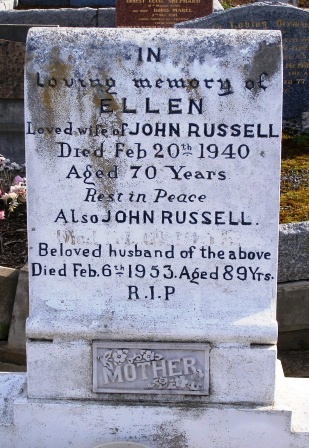 IN
Loving memory of
ELLEN
Loved wife of JOHN RUSSELL
Died Feb 20th 1940
Aged 70 Years
Rest in Peace
Also JOHN RUSSELL.
Beloved husband of the above
Died Feb. 6th 1953. Aged 89 Yrs.
R.I.P
MOTHER